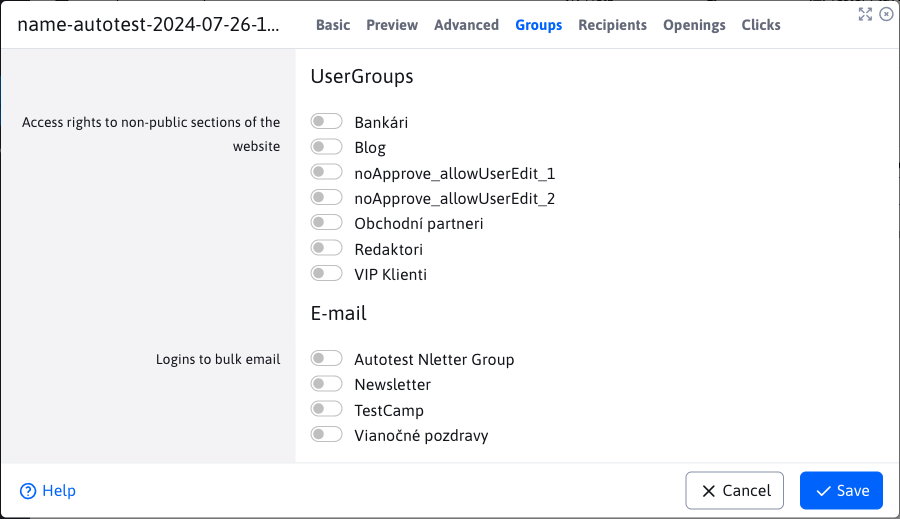 name-autotest-2024-07-26-1...
Basic Preview Advanced Groups Recipients Openings Clicks
UserGroups
Access rights to non-public sections of the
website
Bankári
Blog
noApprove_allowUserEdit_1
noApprove_allowUserEdit_2
Obchodní partneri
Redaktori
VIP Klienti
E-mail
Logins to bulk email
Autotest Nletter Group
Newsletter
TestCamp
Vianočné pozdravy
Help
Cancel
Save